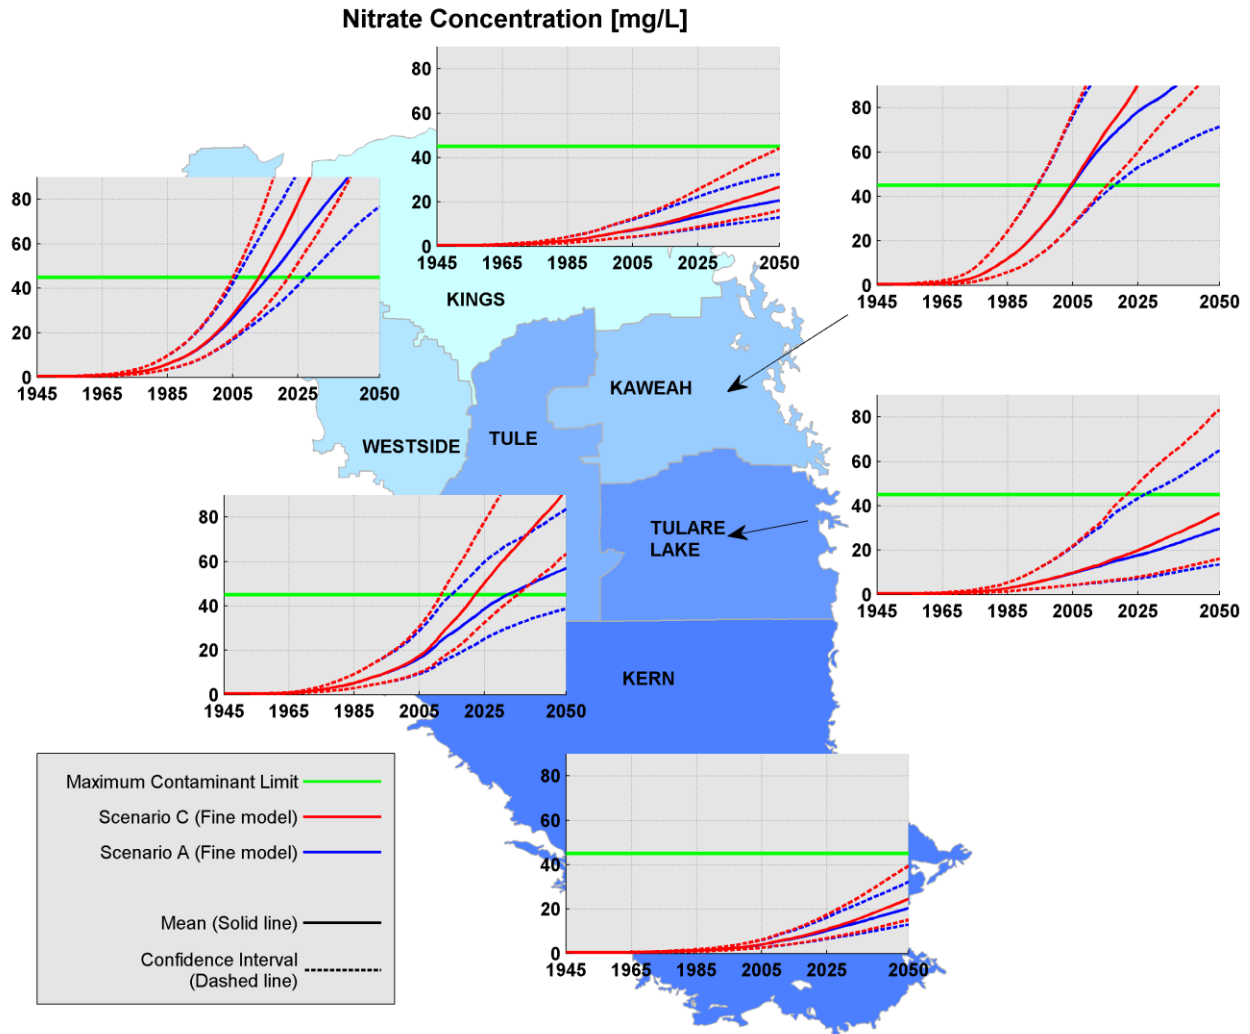 Nitrate Concentration [mg/L]
80
60
40
20
0
1945 1965 1985 2005 2025 2050
80
60
40
20
0
1945 1965 1985 2005 2025 2050
80
60
40
20
0
1945 1965 1985 2005 2025 2050
KINGS
KAWEAH
WESTSIDE
TULE
80
60
40
20
0
1945 1965 1985 2005 2025 2050
TULARE
LAKE
80
60
40
20
0
1945 1965 1985 2005 2025 2050
KERN
Maximum Contaminant Limit
Scenario C (Fine model)
Scenario A (Fine model)
Mean (Solid line)
Confidence Interval
(Dashed line)
80
60
40
20
0
1945 1965 1985 2005 2025 2050